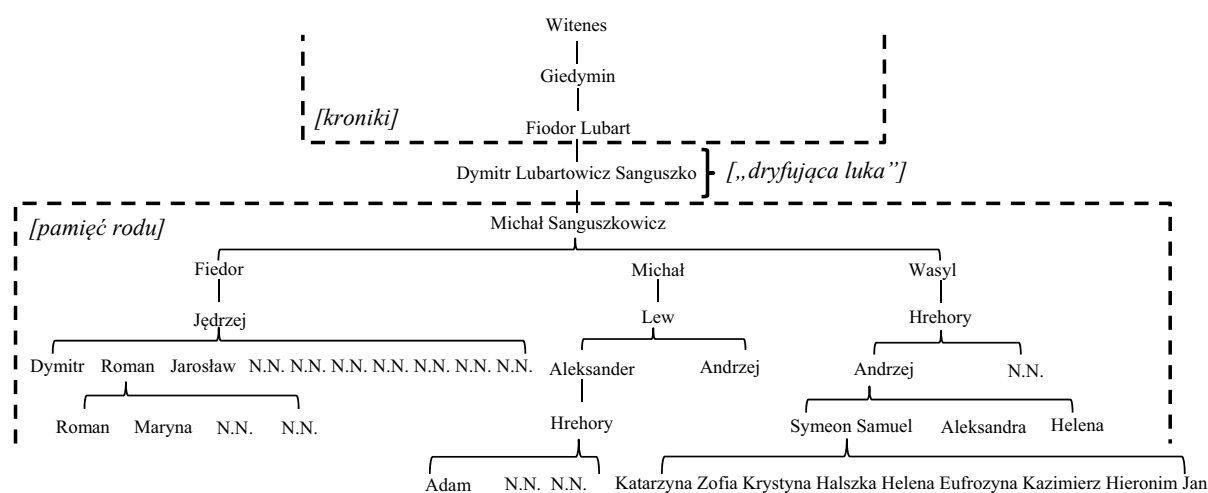 Witenes
Giedymin
[kroniki]
Fiodor Lubart
Dymitr Lubartowicz Sanguszko
[„dryfująca luka”]
[pamięć rodu]
Michał Sanguszkowicz
Fiedor Michał Wasyl
Jędrzej Lew Hrehory
Dymitr Roman Jarosław N.N. N.N. N.N. N.N. N.N. N.N. N.N. Aleksander Andrzej Andrzej N.N.
Roman Maryna N.N. N.N. Hrehory Symeon Samuel Aleksandra Helena
Adam N.N. N.N. Katarzyna Zofia Krystyna Halszka Helena Eufrozyna Kazimierz Hieronim Jan